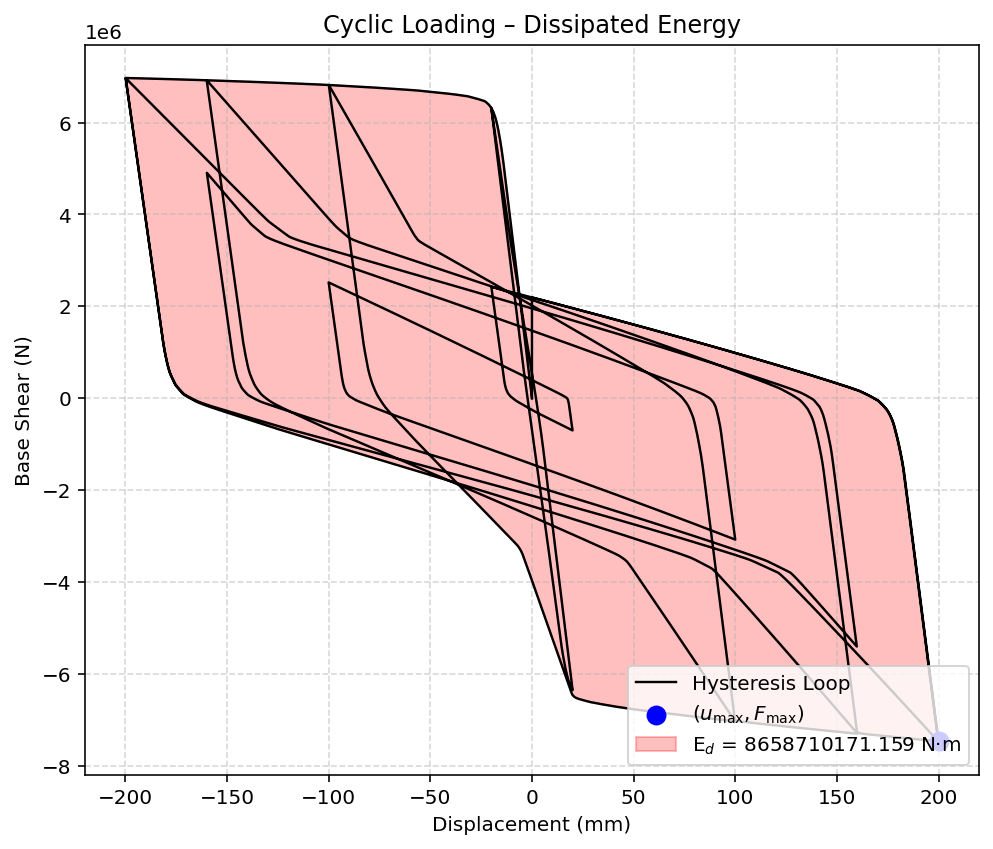 Cyclic Loading – Dissipated Energy
1e6
6
4
2
0
−2
−4
−6
−8
Base Shear (N)
−200 −150 −100 −50 0 50 100 150 200
Displacement (mm)
Hysteresis Loop
(u_max, F_max)
E_d = 8658710171.159 N·m